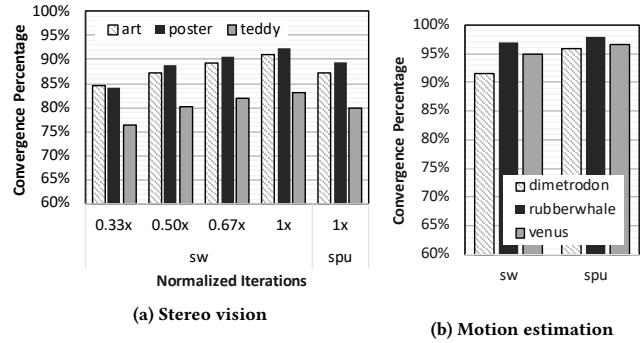 Convergence Percentage
100%
95%
90%
85%
80%
75%
70%
65%
60%
art poster teddy
0.33x 0.50x 0.67x 1x 1x
sw spu
Normalized Iterations
(a) Stereo vision
Convergence Percentage
100%
95%
90%
85%
80%
75%
70%
65%
60%
dimetrodon
rubberwhale
venus
sw spu
(b) Motion estimation